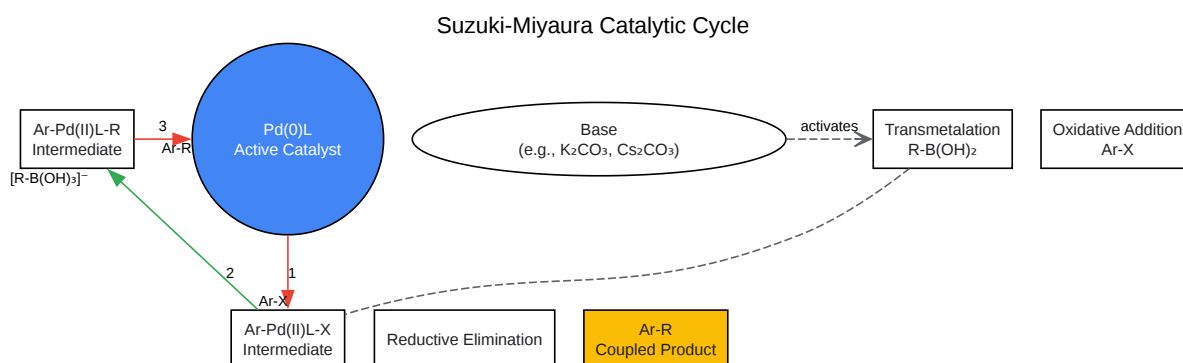 Suzuki-Miyaura Catalytic Cycle
Ar-Pd(II)L-R
Intermediate
3
Ar-R
[R-B(OH)₃]⁻
Pd(0)L
Active Catalyst
Base
(e.g., K₂CO₃, Cs₂CO₃)
activates
Transmetalation
R-B(OH)₂
Oxidative Addition
Ar-X
2
1
Ar-X
Ar-Pd(II)L-X
Intermediate
Reductive Elimination
Ar-R
Coupled Product